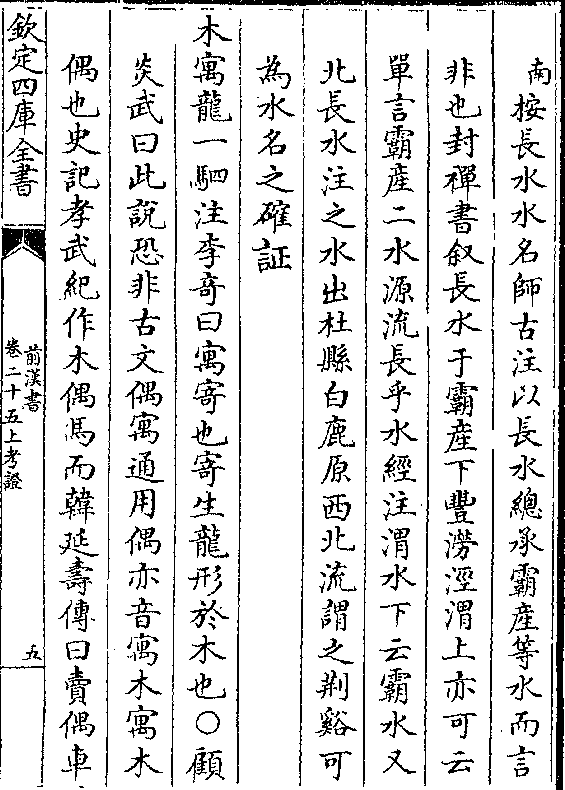 南 按長水水名師古注以長水總承霸産等水而言
非也封禪書叙長水于霸産下豐澇涇渭上亦可云
單言霸産二水源流長乎水經注渭水下云霸水又
北長水注之水出杜縣白鹿原西北流謂之荆谿可
為水名之確証
木寓龍一駟注李竒曰寓寄也寄生龍形於木也○顧
炎武曰此説恐非古文偶寓通用偶亦音寓木寓木
偶也史記孝武紀作木偶馬而韓延壽傳曰賣偶車
欽定四庫全書
前漢書
卷二十五上考證
五